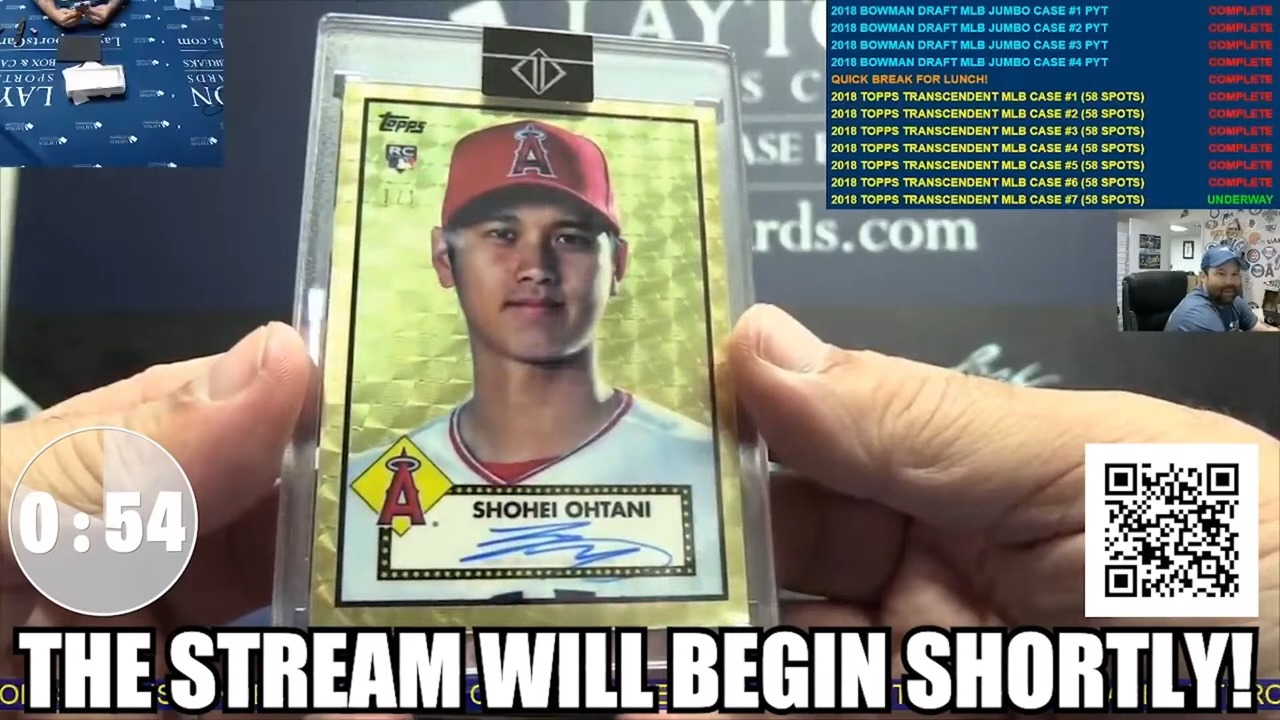 2018 BOWMAN DRAFT MLB JUMBO CASE #1 PYT COMPLETE
2018 BOWMAN DRAFT MLB JUMBO CASE #2 PYT COMPLETE
2018 BOWMAN DRAFT MLB JUMBO CASE #3 PYT COMPLETE
2018 BOWMAN DRAFT MLB JUMBO CASE #4 PYT COMPLETE
QUICK BREAK FOR LUNCH! COMPLETE
2018 TOPPS TRANSCENDENT MLB CASE #1 (58 SPOTS) COMPLETE
2018 TOPPS TRANSCENDENT MLB CASE #2 (58 SPOTS) COMPLETE
2018 TOPPS TRANSCENDENT MLB CASE #3 (58 SPOTS) COMPLETE
2018 TOPPS TRANSCENDENT MLB CASE #4 (58 SPOTS) COMPLETE
2018 TOPPS TRANSCENDENT MLB CASE #5 (58 SPOTS) COMPLETE
2018 TOPPS TRANSCENDENT MLB CASE #6 (58 SPOTS) COMPLETE
2018 TOPPS TRANSCENDENT MLB CASE #7 (58 SPOTS) UNDERWAY
rds.com
Topps
RC
A
A
SHOHEI OHTANI
0:54
THE STREAM WILL BEGIN SHORTLY!